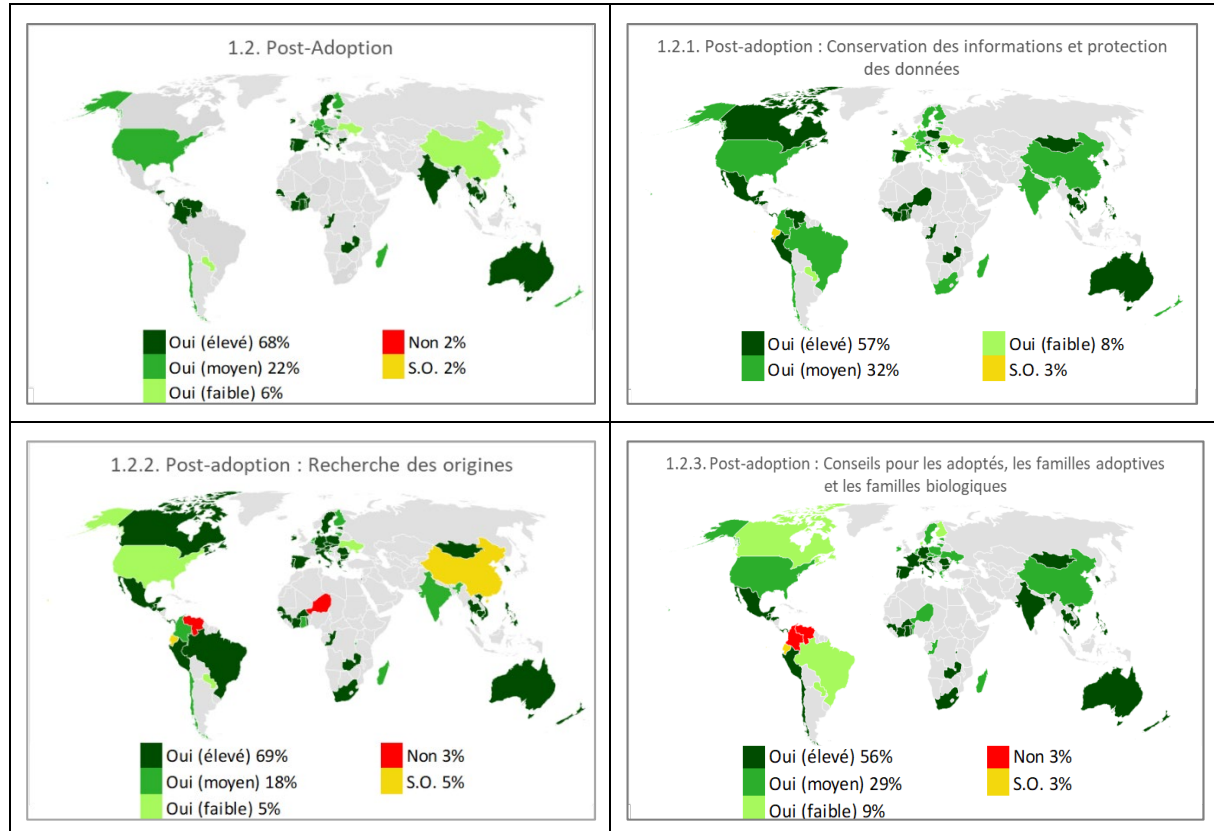 1.2. Post-Adoption
Oui (élevé) 68%
Oui (moyen) 22%
Oui (faible) 6%
Non 2%
S.O. 2%
1.2.1. Post-adoption : Conservation des informations et protection
des données
Oui (élevé) 57%
Oui (moyen) 32%
Oui (faible) 8%
S.O. 3%
1.2.2. Post-adoption : Recherche des origines
Oui (élevé) 69%
Oui (moyen) 18%
Oui (faible) 5%
Non 3%
S.O. 5%
1.2.3. Post-adoption : Conseils pour les adoptés, les familles adoptives
et les familles biologiques
Oui (élevé) 56%
Oui (moyen) 29%
Oui (faible) 9%
Non 3%
S.O. 3%